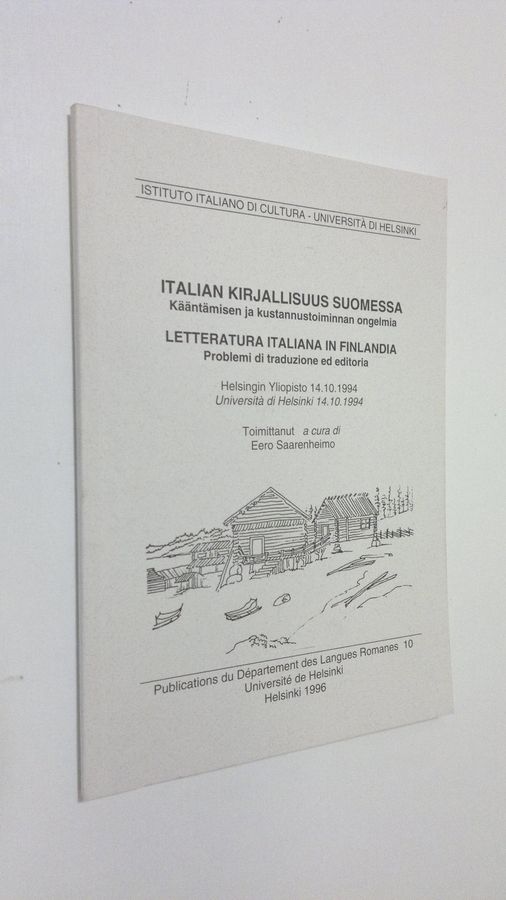 ISTITUTO ITALIANO DI CULTURA - UNIVERSITÀ DI HELSINKI
ITALIAN KIRJALLISUUS SUOMESSA
Kääntämisen ja kustannustoiminnan ongelmia
LETTERATURA ITALIANA IN FINLANDIA
Problemi di traduzione ed editoria
Helsingin Yliopisto 14.10.1994
Università di Helsinki 14.10.1994
Toimittanut a cura di
Eero Saarenheimo
Publications du Département des Langues Romanes 10
Université de Helsinki
Helsinki 1996